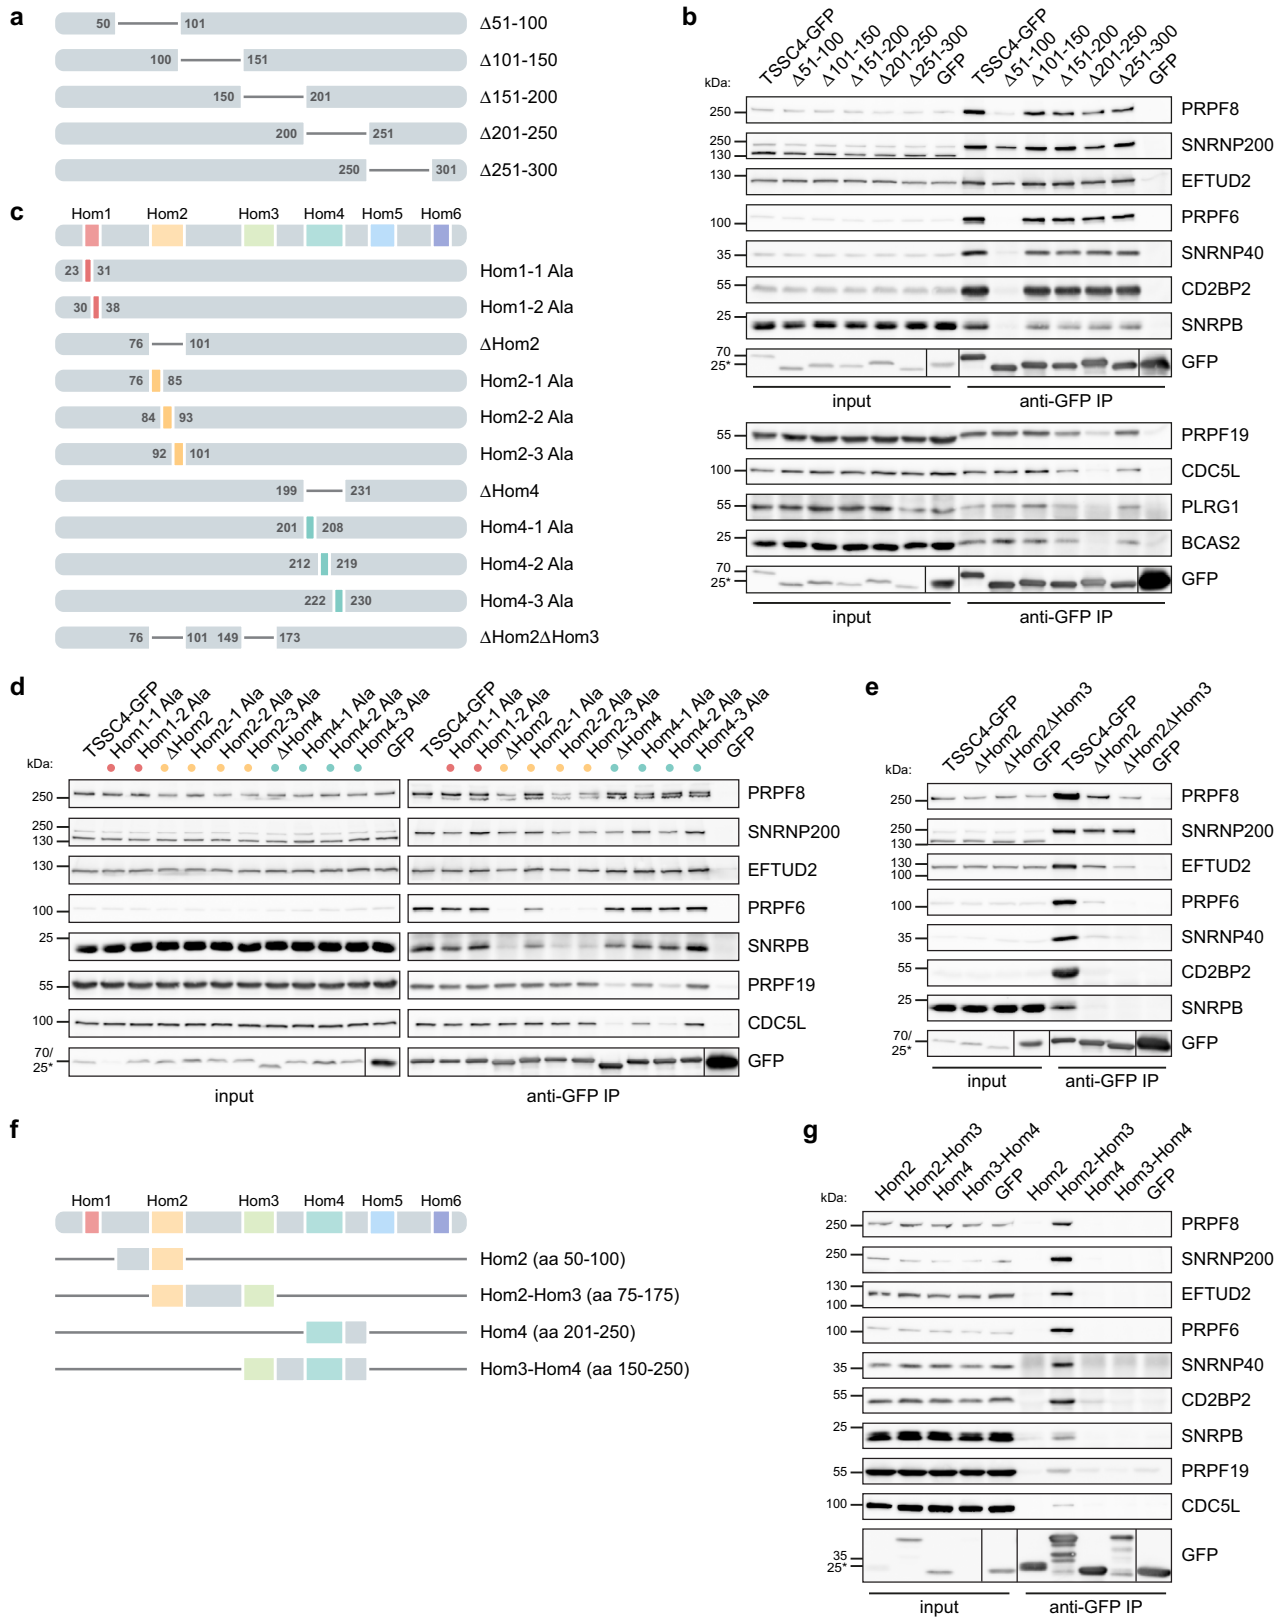 a
50 101 Δ51-100
100 151 Δ101-150
150 201 Δ151-200
200 251 Δ201-250
250 301 Δ251-300
b
TSSC4-GFP Δ51-100 Δ101-150 Δ151-200 Δ201-250 Δ251-300 GFP TSSC4-GFP Δ51-100 Δ101-150 Δ151-200 Δ201-250 Δ251-300 GFP
kDa:
250 PRPF8
250
130 SNRNP200
130 EFTUD2
100 PRPF6
35 SNRNP40
55 CD2BP2
25 SNRPB
70
25* GFP
input anti-GFP IP
55 PRPF19
100 CDC5L
55 PLRG1
25 BCAS2
70
25* GFP
input anti-GFP IP
c
Hom1 Hom2 Hom3 Hom4 Hom5 Hom6
23 31 Hom1-1 Ala
30 38 Hom1-2 Ala
76 101 ΔHom2
76 85 Hom2-1 Ala
84 93 Hom2-2 Ala
92 101 Hom2-3 Ala
199 231 ΔHom4
201 208 Hom4-1 Ala
212 219 Hom4-2 Ala
222 230 Hom4-3 Ala
76 101 149 173 ΔHom2ΔHom3
d
TSSC4-GFP Hom1-1 Ala Hom1-2 Ala ΔHom2 Hom2-1 Ala Hom2-2 Ala Hom2-3 Ala ΔHom4 Hom4-1 Ala Hom4-2 Ala Hom4-3 Ala GFP TSSC4-GFP Hom1-1 Ala Hom1-2 Ala ΔHom2 Hom2-1 Ala Hom2-2 Ala Hom2-3 Ala ΔHom4 Hom4-1 Ala Hom4-2 Ala Hom4-3 Ala GFP
kDa:
250 PRPF8
250
130 SNRNP200
130 EFTUD2
100 PRPF6
25 SNRPB
55 PRPF19
100 CDC5L
70/
25* GFP
input anti-GFP IP
e
TSSC4-GFP ΔHom2 ΔHom2ΔHom3 GFP TSSC4-GFP ΔHom2 ΔHom2ΔHom3 GFP
kDa:
250 PRPF8
250
130 SNRNP200
130
100 EFTUD2
100 PRPF6
35 SNRNP40
55 CD2BP2
25 SNRPB
70/
25* GFP
input anti-GFP IP
f
Hom1 Hom2 Hom3 Hom4 Hom5 Hom6
Hom2 (aa 50-100)
Hom2-Hom3 (aa 75-175)
Hom4 (aa 201-250)
Hom3-Hom4 (aa 150-250)
g
Hom2 Hom2-Hom3 Hom4 Hom3-Hom4 GFP Hom2 Hom2-Hom3 Hom4 Hom3-Hom4 GFP
kDa:
250 PRPF8
250 SNRNP200
130
100 EFTUD2
100 PRPF6
35 SNRNP40
55 CD2BP2
25 SNRPB
55 PRPF19
100 CDC5L
35
25* GFP
input anti-GFP IP